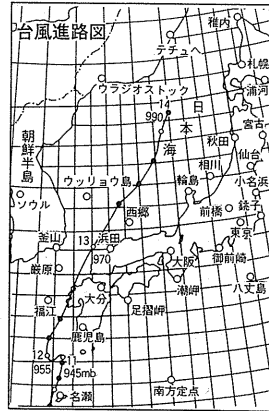 台風進路図
稚内
テチューヘ
札幌
浦河
ウラジオストック
14
990
日本海
宮古
秋田
仙台
朝鮮半島
相川
小名浜
ソウル
ウッリョウ島
輪島
前橋
銚子
西郷
東京
釜山
13
浜田
970
大阪
御前崎
厳原
潮岬
八丈島
福江
大分
足摺岬
鹿児島
12
955
11
945mb
名瀬
南方定点